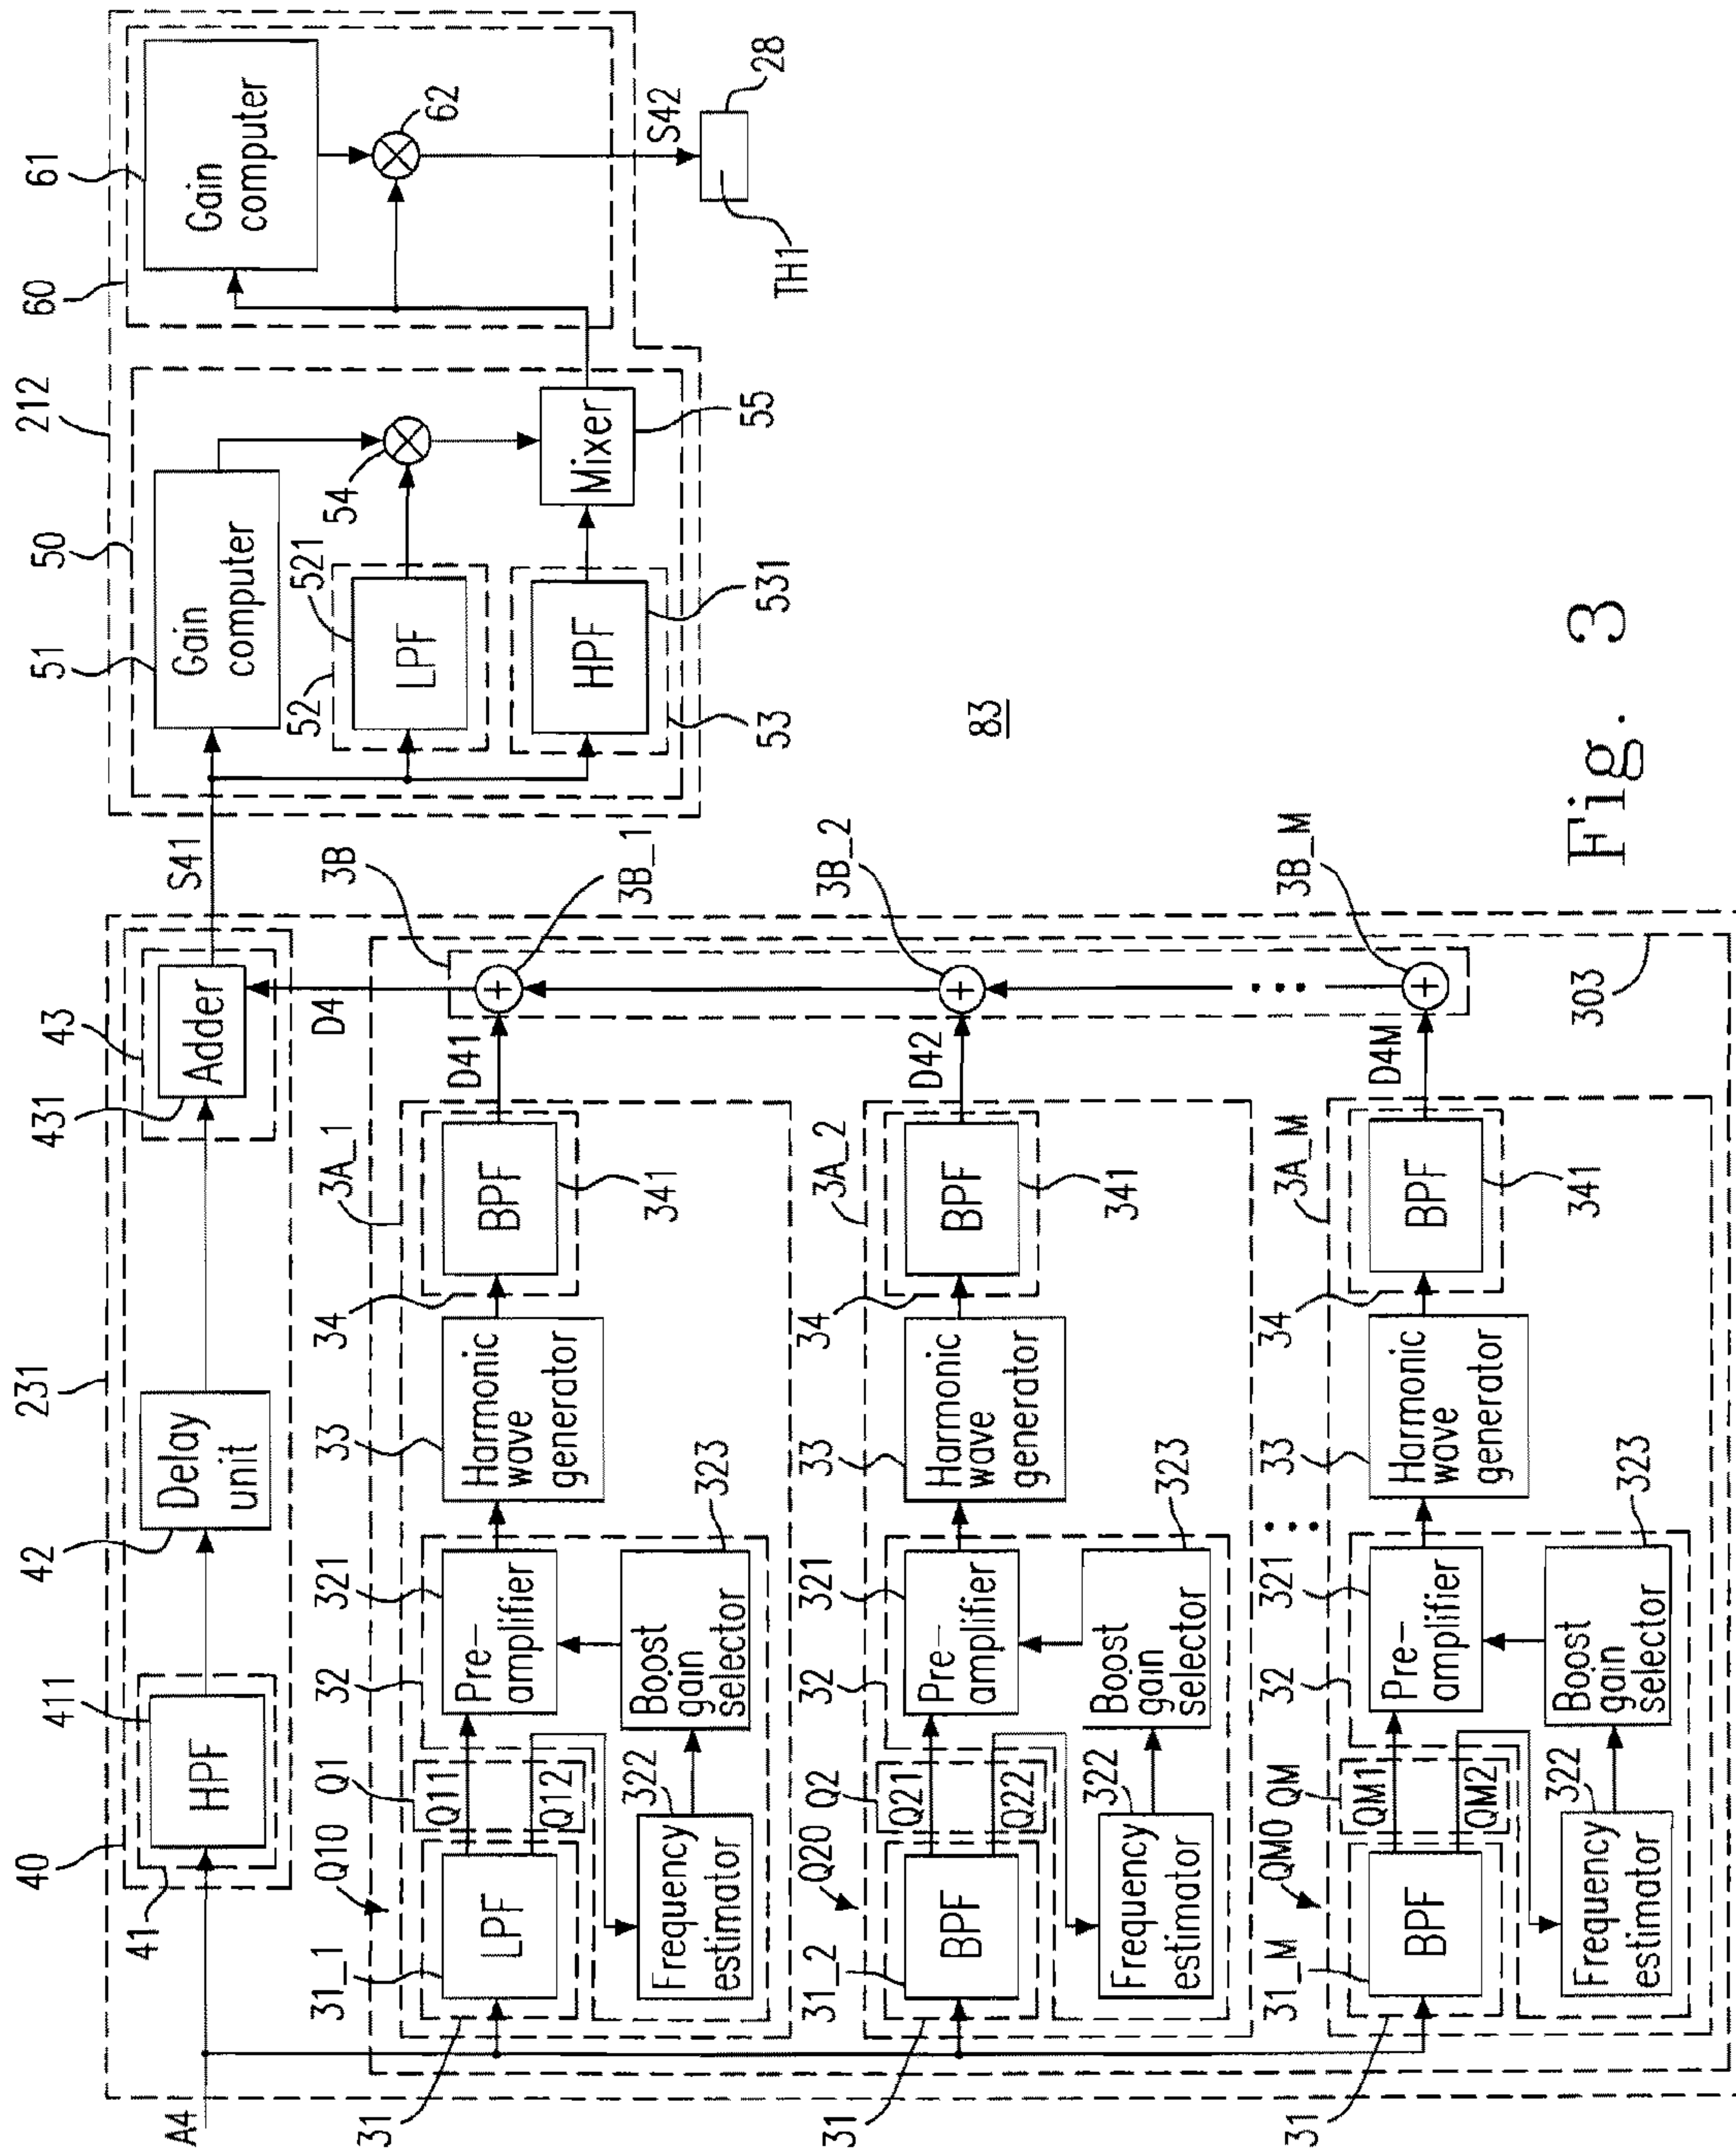 A4
40
41
411
HPF
42
Delay
unit
231
43
431
Adder
S41
D4
212
50
51
Gain
computer
52
521
LPF
54
53
531
HPF
55
Mixer
60
61
Gain
computer
62
S42
28
TH1
31
31_1
LPF
Q10
Q1
Q11
Q12
32
321
Pre-
amplifier
322
Frequency
estimator
323
Boost
gain
selector
33
Harmonic
wave
generator
34
3A_1
BPF
341
D41
3B
3B_1
31
31_2
BPF
Q20
Q2
Q21
Q22
32
321
Pre-
amplifier
322
Frequency
estimator
323
Boost
gain
selector
33
Harmonic
wave
generator
34
3A_2
BPF
341
D42
3B_2
31
31_M
BPF
QM0
QM
QM1
QM2
32
321
Pre-
amplifier
322
Frequency
estimator
323
Boost
gain
selector
33
Harmonic
wave
generator
34
3A_M
BPF
341
D4M
3B_M
303
83
Fig. 3